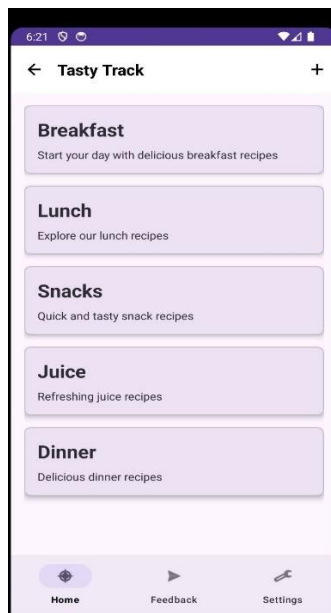 6:21
Tasty Track
Breakfast
Start your day with delicious breakfast recipes
Lunch
Explore our lunch recipes
Snacks
Quick and tasty snack recipes
Juice
Refreshing juice recipes
Dinner
Delicious dinner recipes
Home Feedback Settings